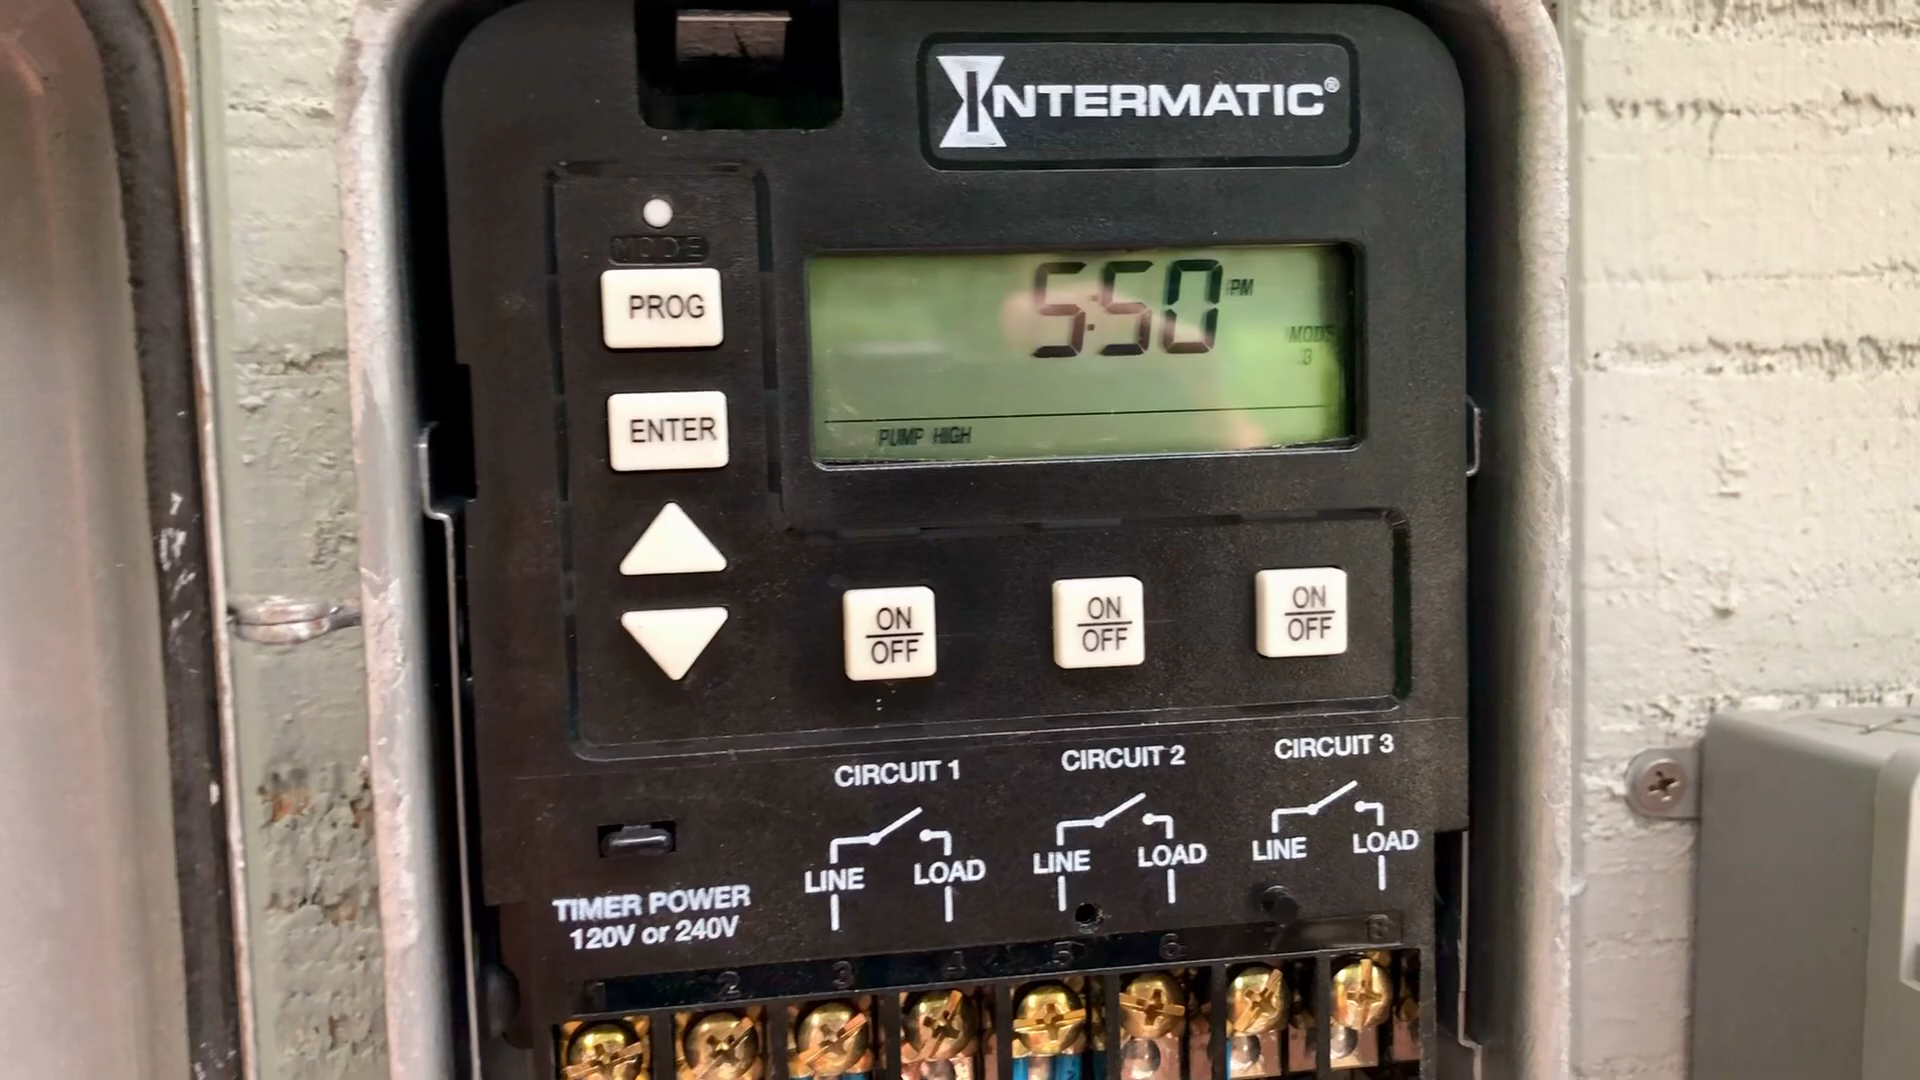 INTERMATIC®
MODE
PROG
5:50 PM
MODE
3
ENTER
PUMP HIGH
ON
OFF
ON
OFF
ON
OFF
CIRCUIT 1
CIRCUIT 2
CIRCUIT 3
LINE
LOAD
LINE
LOAD
LINE
LOAD
TIMER POWER
120V or 240V
1
2
3
4
5
6
7
8